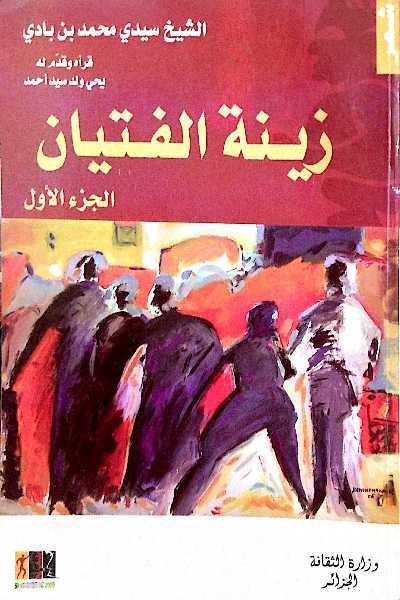 شعر
الشيخ سيدي محمد بن بادي
قرأه وقدّم له
يحي ولد سيد أحمد
زينة الفتيان
الجزء الأول
وزارة الثقافة
الجزائر